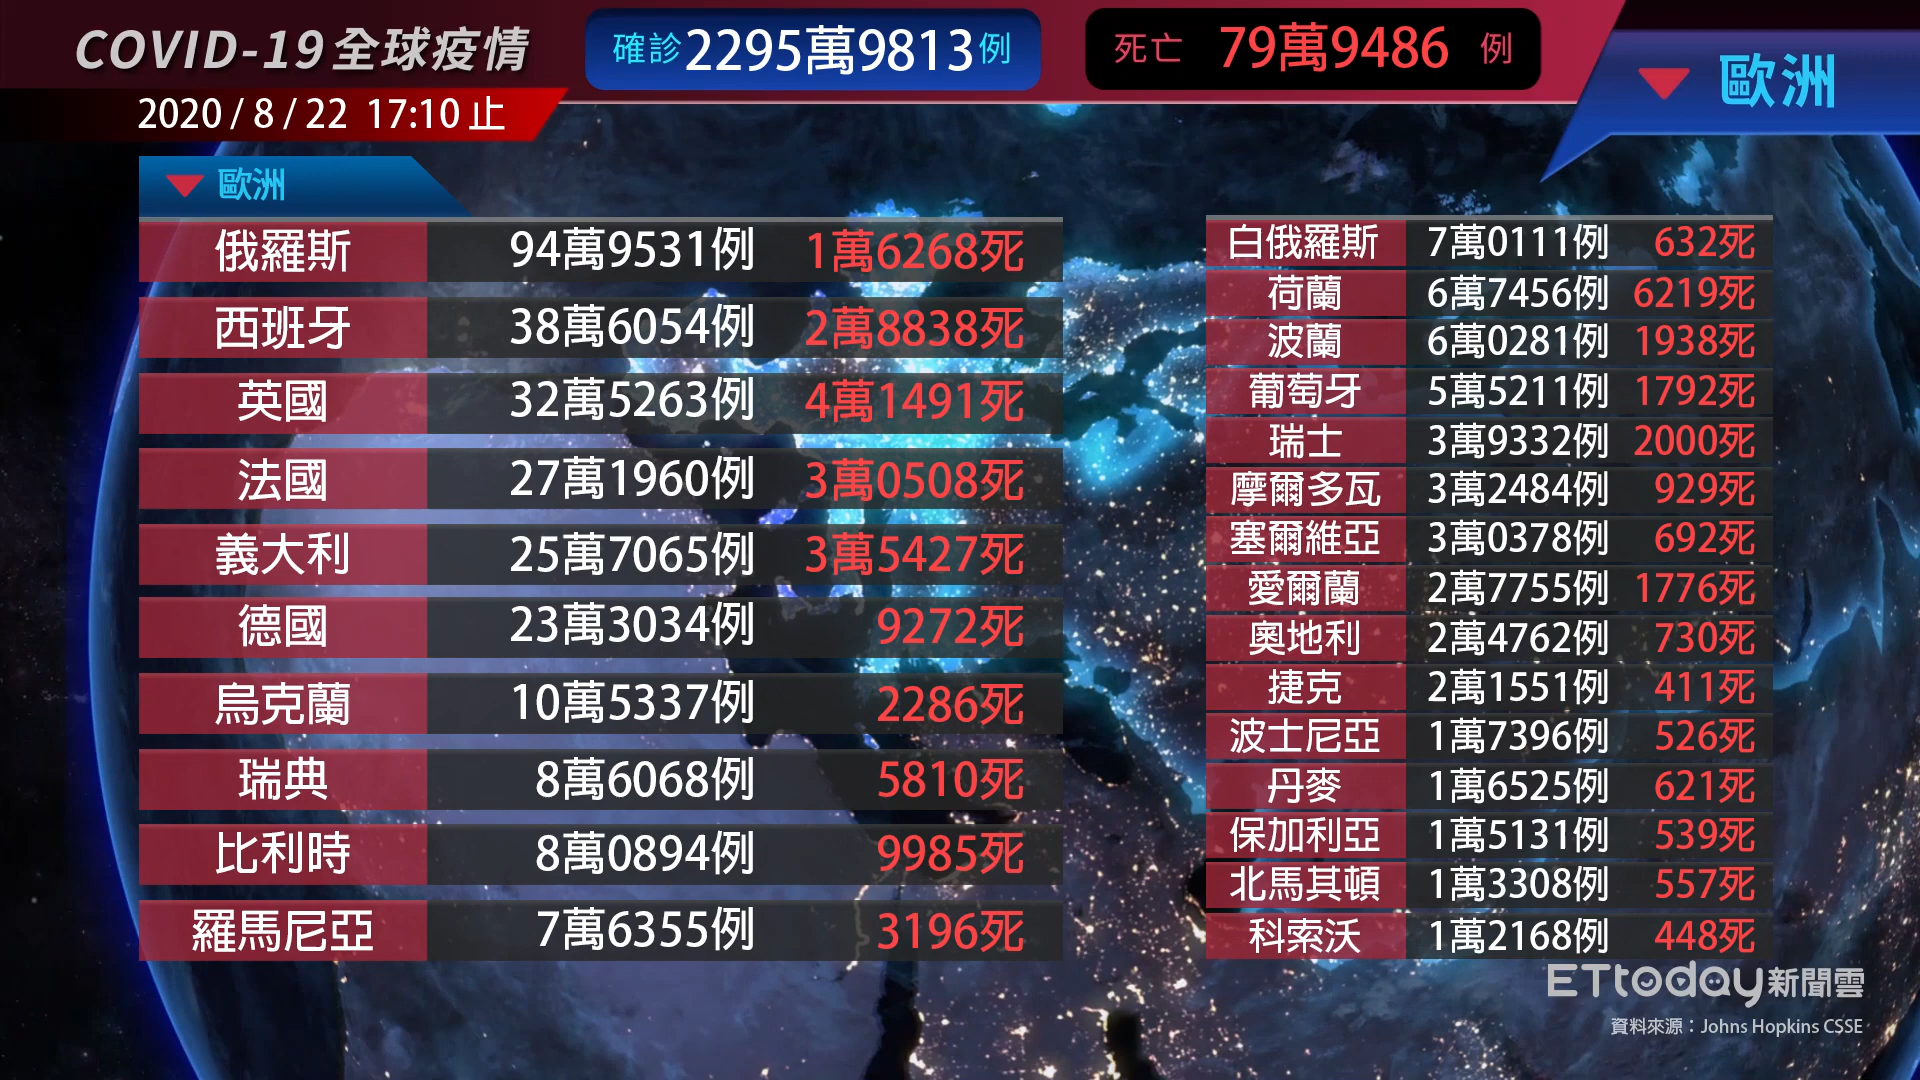 COVID-19全球疫情
確診2295萬9813例
死亡 79萬9486 例
歐洲
2020 / 8 / 22 17:10 止
歐洲
俄羅斯 94萬9531例 1萬6268死
西班牙 38萬6054例 2萬8838死
英國 32萬5263例 4萬1491死
法國 27萬1960例 3萬0508死
義大利 25萬7065例 3萬5427死
德國 23萬3034例 9272死
烏克蘭 10萬5337例 2286死
瑞典 8萬6068例 5810死
比利時 8萬0894例 9985死
羅馬尼亞 7萬6355例 3196死
白俄羅斯 7萬0111例 632死
荷蘭 6萬7456例 6219死
波蘭 6萬0281例 1938死
葡萄牙 5萬5211例 1792死
瑞士 3萬9332例 2000死
摩爾多瓦 3萬2484例 929死
塞爾維亞 3萬0378例 692死
愛爾蘭 2萬7755例 1776死
奧地利 2萬4762例 730死
捷克 2萬1551例 411死
波士尼亞 1萬7396例 526死
丹麥 1萬6525例 621死
保加利亞 1萬5131例 539死
北馬其頓 1萬3308例 557死
科索沃 1萬2168例 448死
ETtoday新聞雲
資料來源：Johns Hopkins CSSE